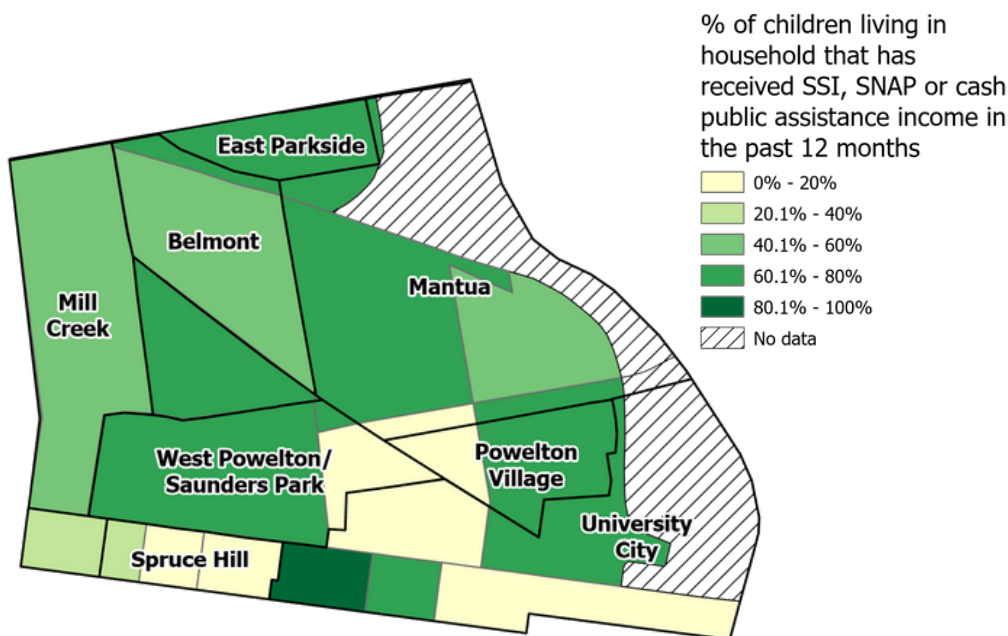 % of children living in
household that has
received SSI, SNAP or cash
public assistance income in
the past 12 months
0% - 20%
20.1% - 40%
40.1% - 60%
60.1% - 80%
80.1% - 100%
No data
East Parkside
Belmont
Mantua
Mill
Creek
West Powelton/
Saunders Park
Powelton
Village
University
City
Spruce Hill